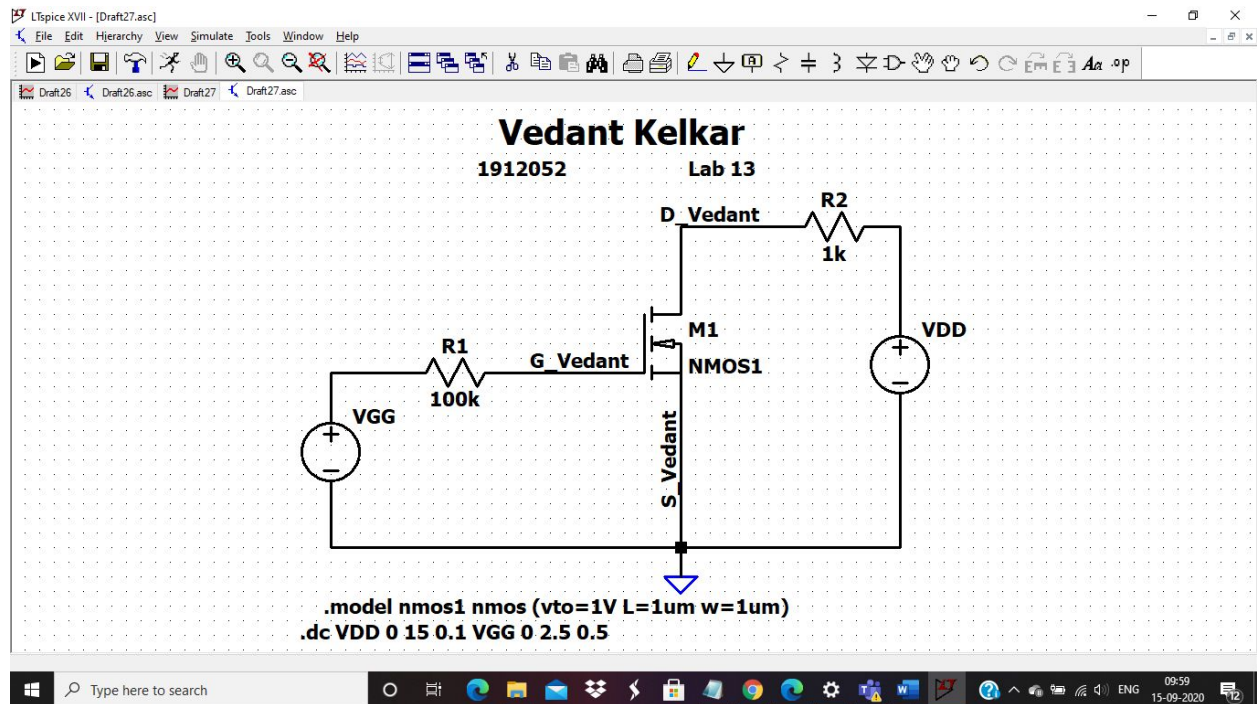 LTspice XVII - [Draft27.asc]
File Edit Hierarchy View Simulate Tools Window Help
Aa .op
Draft26 Draft26.asc Draft27 Draft27.asc
Vedant Kelkar
1912052 Lab 13
D_Vedant
R2
1k
M1
NMOS1
VDD
R1
100k
G_Vedant
VGG
S_Vedant
.model nmos1 nmos (vto=1V L=1um w=1um)
.dc VDD 0 15 0.1 VGG 0 2.5 0.5
Type here to search
ENG
09:59
15-09-2020